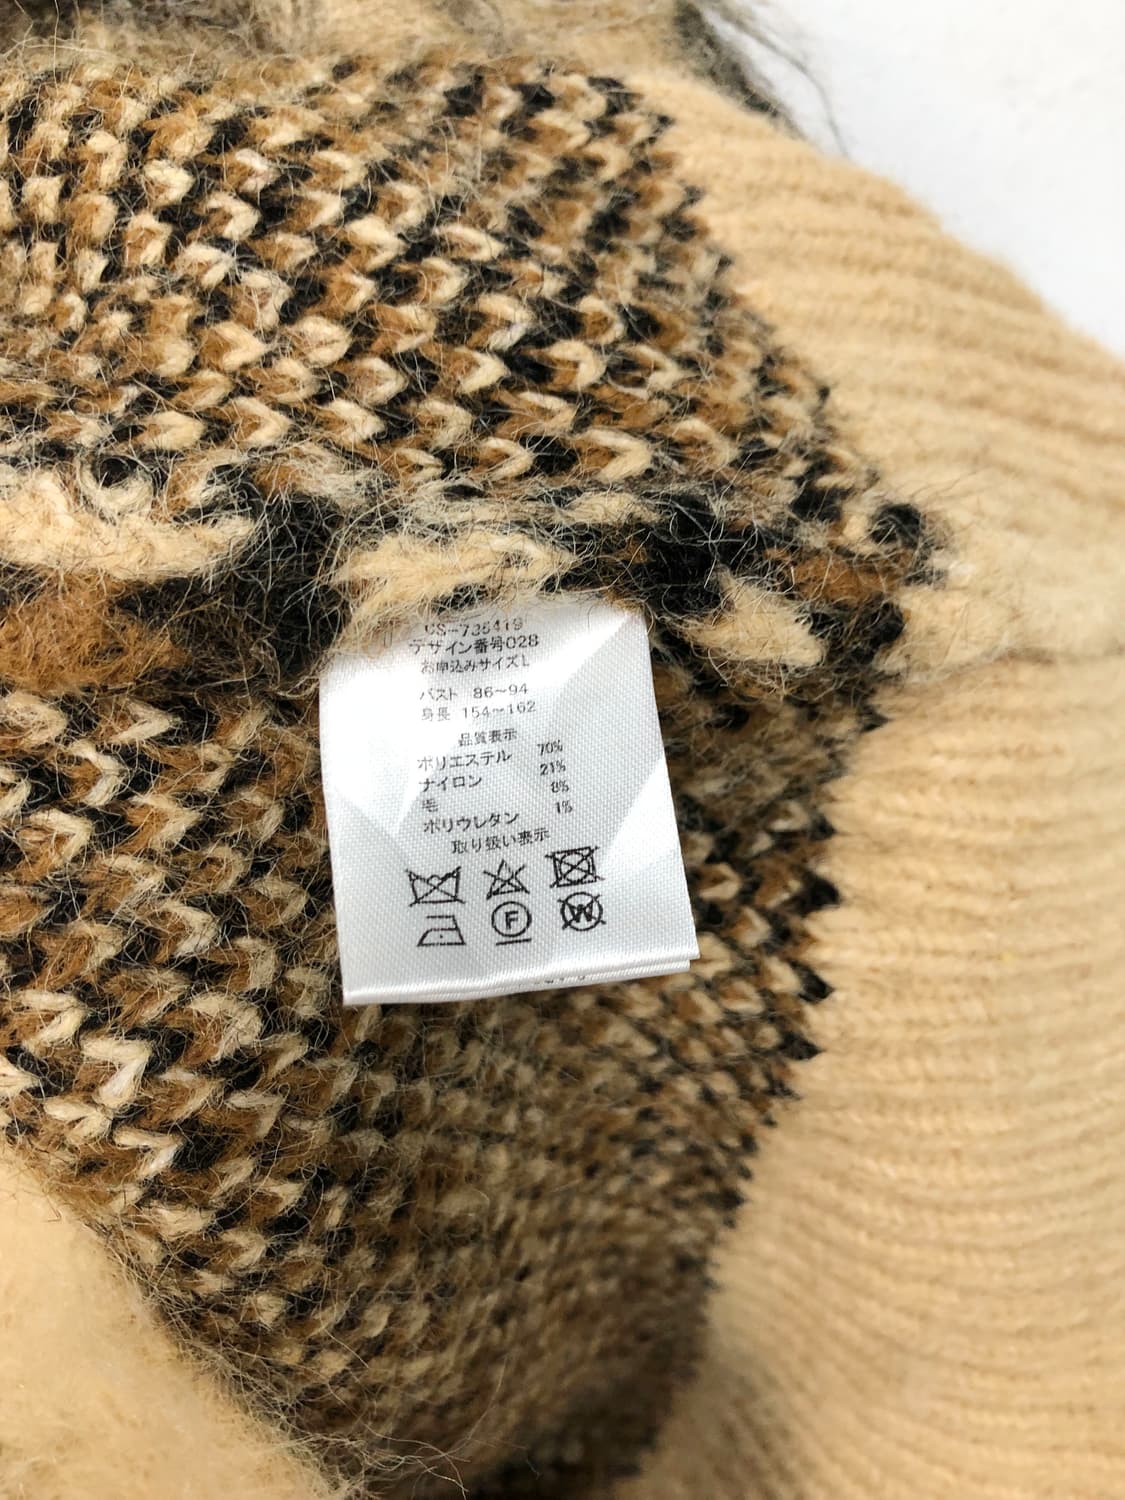 US-735419
デザイン番号028
お申込みサイズL
バスト 86~94
身長 154~162
品質表示
ポリエステル 70%
ナイロン 21%
毛 8%
ポリウレタン 1%
取り扱い表示
F
W